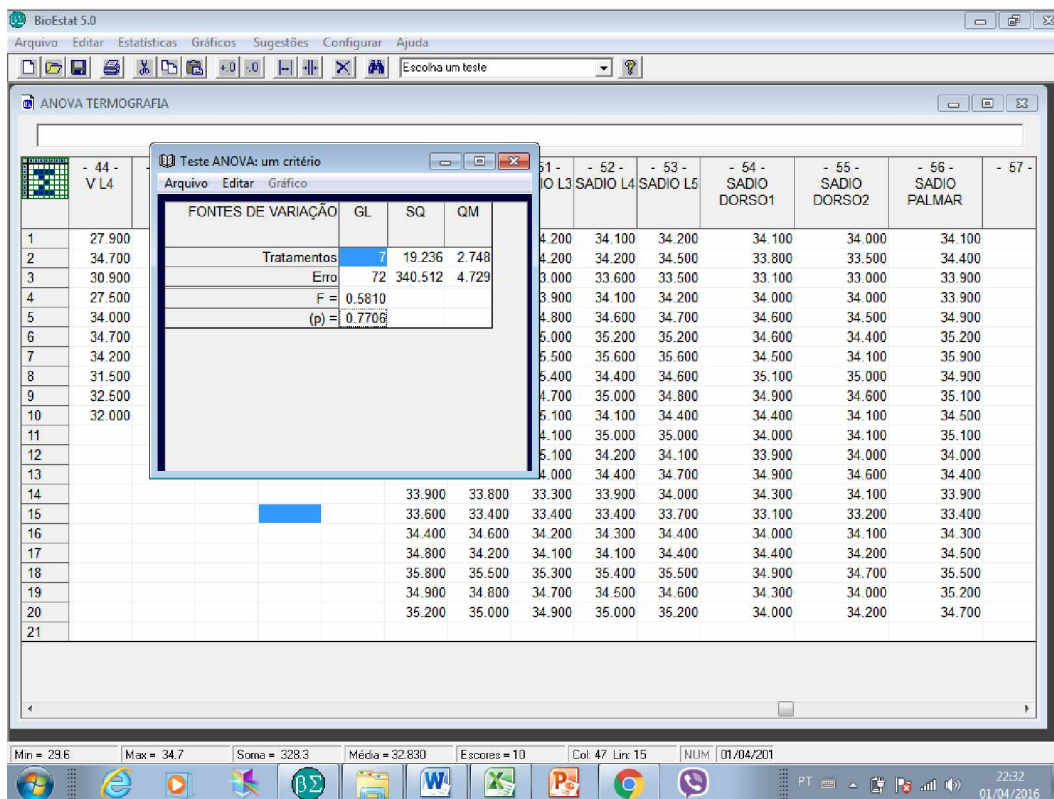 BioEstat 5.0
Arquivo Editar Estatísticas Gráficos Sugestões Configurar Ajuda
+.0 -.0 Escolha um teste ?
ANOVA TERMOGRAFIA
Teste ANOVA: um critério
Arquivo Editar Gráfico
FONTES DE VARIAÇÃO GL SQ QM
Tratamentos 7 19.236 2.748
Erro 72 340.512 4.729
F = 0.5810
(p) = 0.7706
- 44 - 51 - - 52 - - 53 - - 54 - - 55 - - 56 - - 57 -
V L4 IO L3 SADIO L4 SADIO L5 SADIO SADIO SADIO
DORSO1 DORSO2 PALMAR
1 27.900 4.200 34.100 34.200 34.100 34.000 34.100
2 34.700 4.200 34.200 34.500 33.800 33.500 34.400
3 30.900 3.000 33.600 33.500 33.100 33.000 33.900
4 27.500 3.900 34.100 34.200 34.000 34.000 33.900
5 34.000 4.800 34.600 34.700 34.600 34.500 34.900
6 34.700 5.000 35.200 35.200 34.600 34.400 35.200
7 34.200 5.500 35.600 35.600 34.500 34.100 35.900
8 31.500 5.400 34.400 34.600 35.100 35.000 34.900
9 32.500 4.700 35.000 34.800 34.900 34.600 35.100
10 32.000 5.100 34.100 34.400 34.400 34.100 34.500
11 4.100 35.000 35.000 34.000 34.100 35.100
12 5.100 34.200 34.100 33.900 34.000 34.000
13 4.000 34.400 34.700 34.900 34.600 34.400
14 33.900 33.800 33.300 33.900 34.000 34.300 34.100 33.900
15 33.600 33.400 33.400 33.400 33.700 33.100 33.200 33.400
16 34.400 34.600 34.200 34.300 34.400 34.000 34.100 34.300
17 34.800 34.200 34.100 34.100 34.400 34.400 34.200 34.500
18 35.800 35.500 35.300 35.400 35.500 34.900 34.700 35.500
19 34.900 34.800 34.700 34.500 34.600 34.300 34.000 35.200
20 35.200 35.000 34.900 35.000 35.200 34.000 34.200 34.700
21
Min = 29.6 Max = 34.7 Soma = 328.3 Média = 32.830 Escores = 10 Col: 47 Lin: 15 NUM 01/04/201
βΣ W X P PT 22:32
01/04/2016